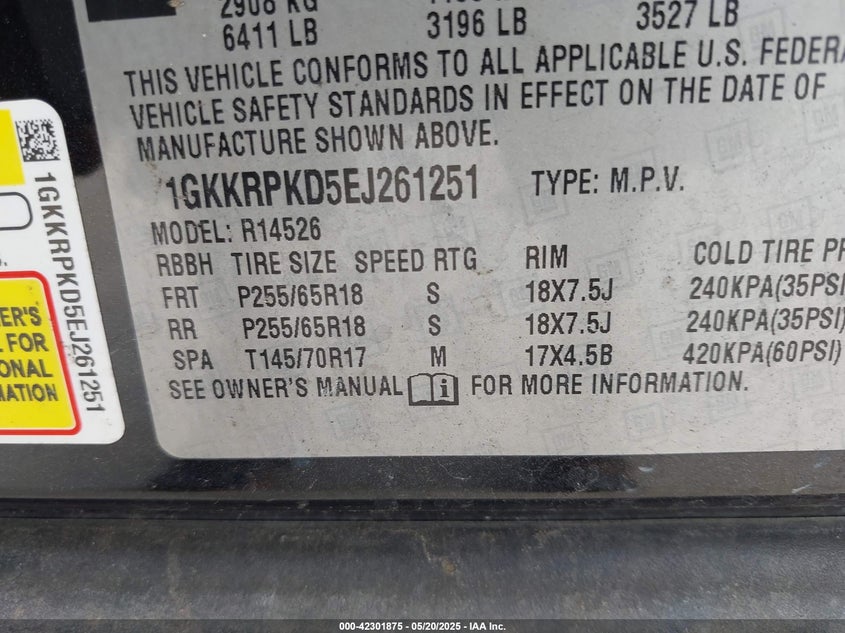 2908 KG
6411 LB 3196 LB 3527 LB
THIS VEHICLE CONFORMS TO ALL APPLICABLE U.S. FEDERA
VEHICLE SAFETY STANDARDS IN EFFECT ON THE DATE OF
MANUFACTURE SHOWN ABOVE.
1GKKRPKD5EJ261251 TYPE: M.P.V.
MODEL: R14526
RBBH TIRE SIZE SPEED RTG RIM COLD TIRE PR
FRT P255/65R18 S 18X7.5J 240KPA(35PSI)
RR P255/65R18 S 18X7.5J 240KPA(35PSI)
SPA T145/70R17 M 17X4.5B 420KPA(60PSI)
SEE OWNER'S MANUAL i FOR MORE INFORMATION.
1GKKRPKD5EJ261251
ER'S
L FOR
ONAL
MATION
000-42301875 — 05/20/2025 — IAA Inc.